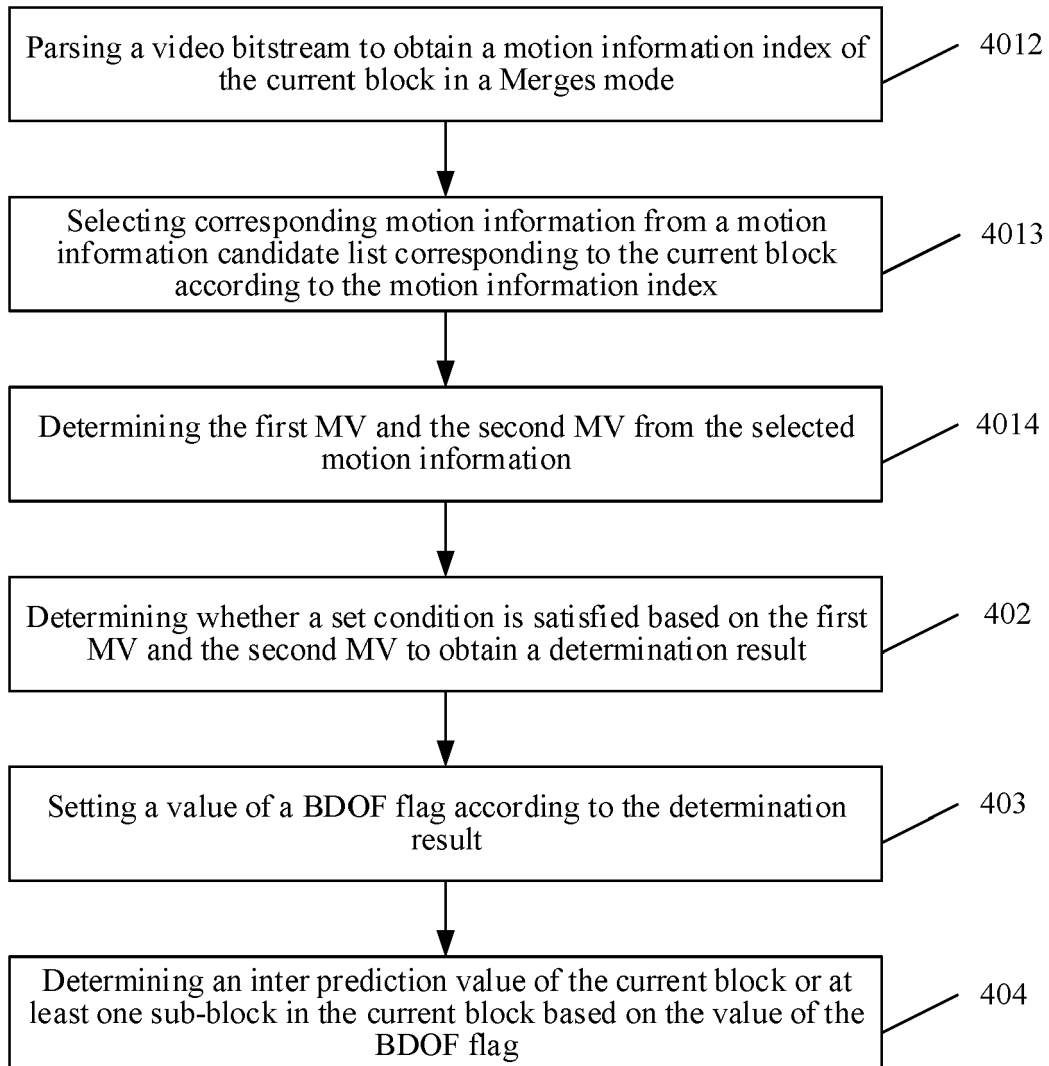 Parsing a video bitstream to obtain a motion information index of
the current block in a Merges mode
4012
Selecting corresponding motion information from a motion
information candidate list corresponding to the current block
according to the motion information index
4013
Determining the first MV and the second MV from the selected
motion information
4014
Determining whether a set condition is satisfied based on the first
MV and the second MV to obtain a determination result
402
Setting a value of a BDOF flag according to the determination
result
403
Determining an inter prediction value of the current block or at
least one sub-block in the current block based on the value of the
BDOF flag
404